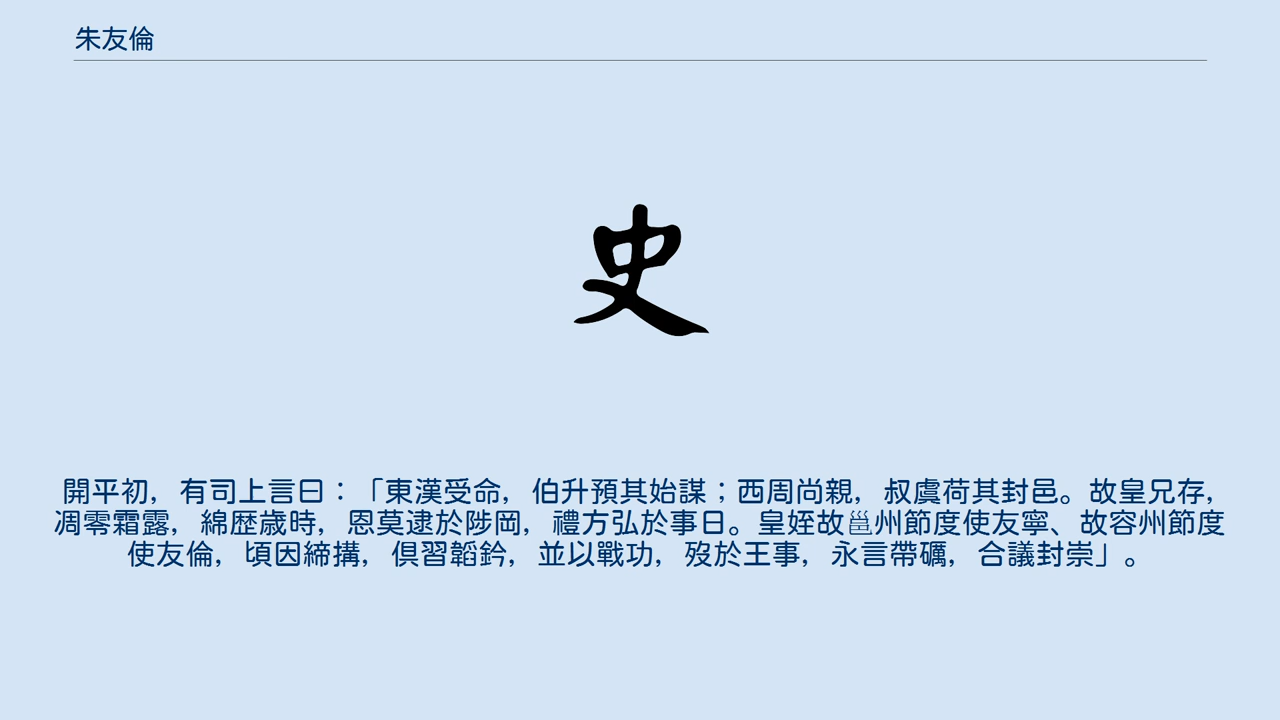 朱友倫
史
開平初，有司上言曰：「東漢受命，伯升預其始謀；西周尚親，叔虞荷其封邑。故皇兄存，
凋零霜露，綿歴歳時，恩莫逮於陟岡，禮方弘於事日。皇姪故邕州節度使友寧、故容州節度
使友倫，頃因締搆，俱習韜鈐，並以戰功，歿於王事，永言帶礪，合議封崇」。